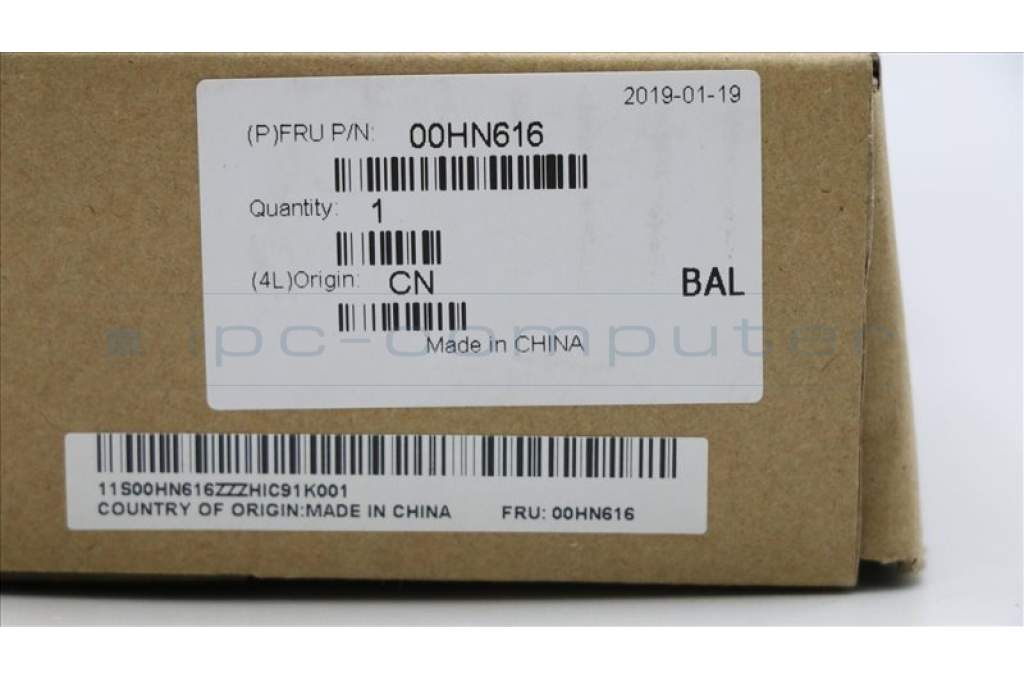 2019-01-19
(P)FRU P/N: 00HN616
Quantity: 1
(4L)Origin: CN
BAL
Made in CHINA
ipc-computer
11S00HN616ZZZHIC91K001
COUNTRY OF ORIGIN:MADE IN CHINA FRU: 00HN616